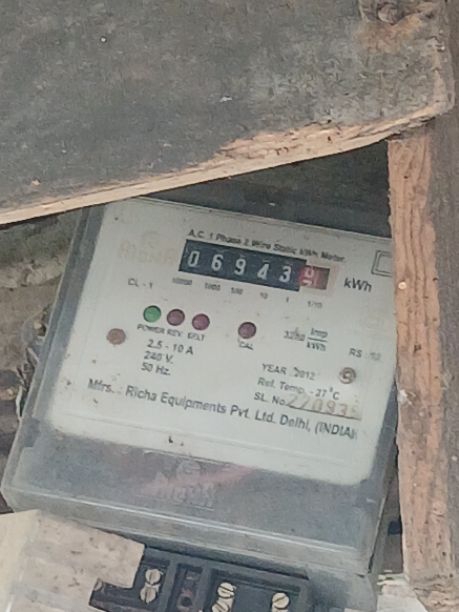 A.C. 1 Phase 2 Wire Static kWh Meter
06943 kWh
CL - 1 10000 1000 100 10 1 1/10
POWER REV. E/LT CAL 3200 imp/kWh
2.5 - 10 A
240 V.
50 Hz.
YEAR : 2012
Ref. Temp. - 27°C
SL. No.
Mfrs. : Richa Equipments Pvt. Ltd. Delhi, (INDIA)